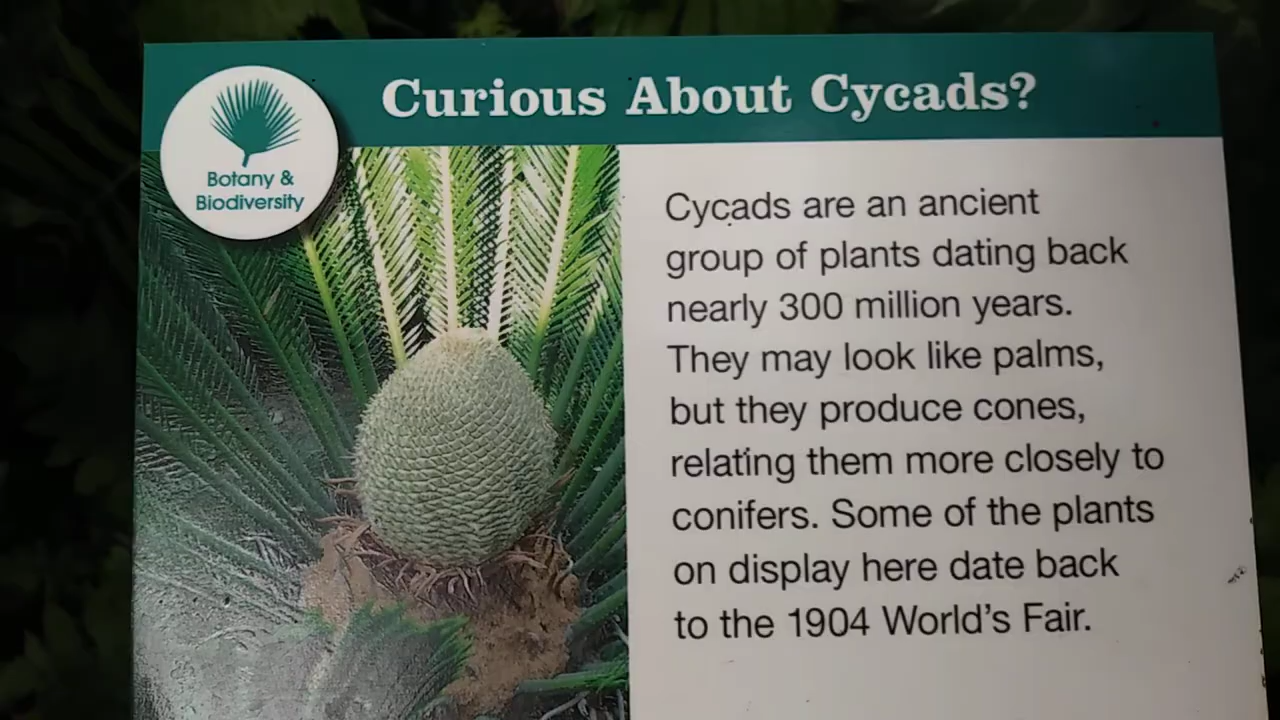 Curious About Cycads?
Botany &
Biodiversity
Cycads are an ancient
group of plants dating back
nearly 300 million years.
They may look like palms,
but they produce cones,
relating them more closely to
conifers. Some of the plants
on display here date back
to the 1904 World's Fair.